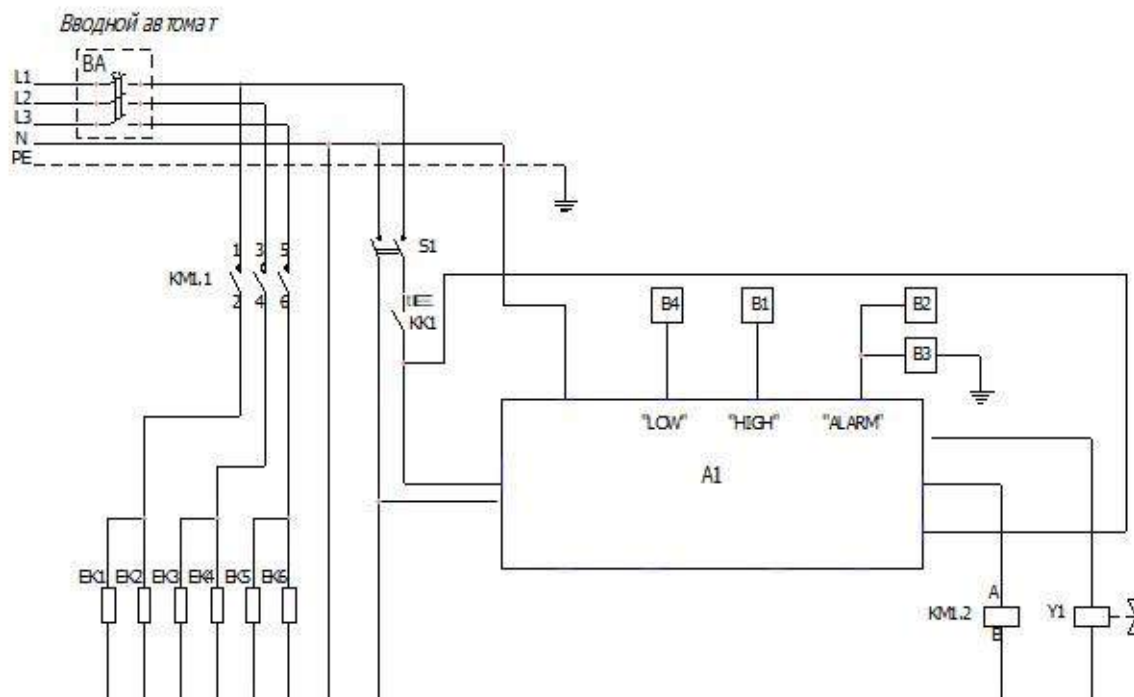 Вводной автомат
BA
L1
L2
L3
N
PE
1 3 5
S1
KM1.1
2 4 6
KK1
B4 B1 B2
B3
"LOW" "HIGH" "ALARM"
A1
EK1 EK2 EK3 EK4 EK5 EK6
A
KM1.2 Y1
B